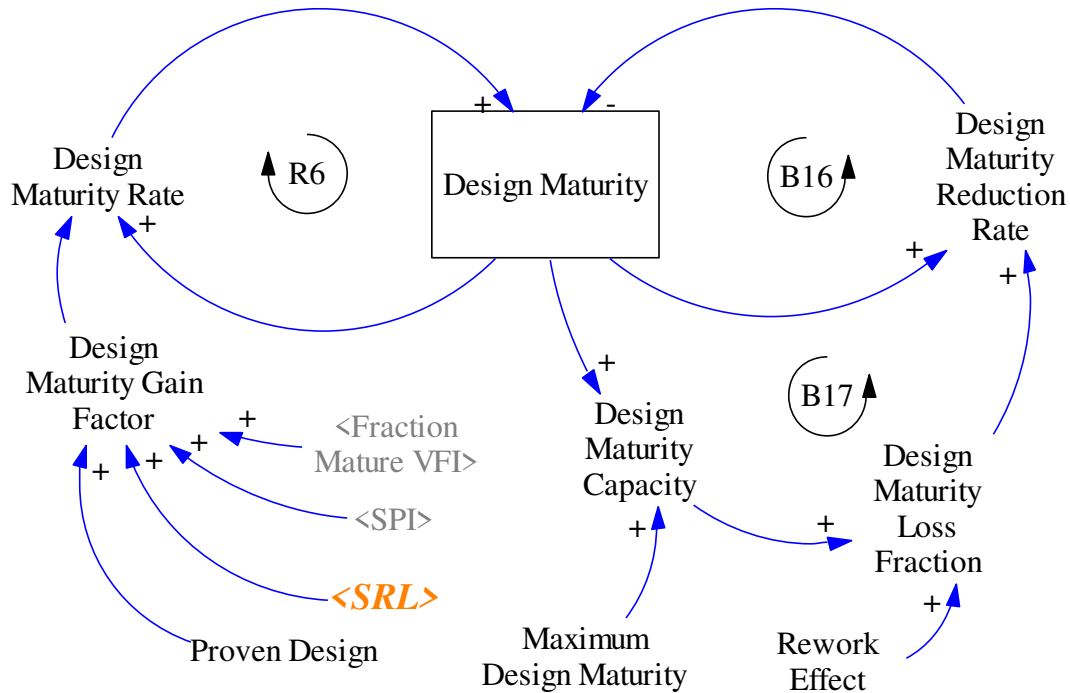 +
-
Design
Maturity Rate
R6
Design Maturity
B16
Design
Maturity
Reduction
Rate
+
+
+
Design
Maturity Gain
Factor
+
B17
Design
Maturity
Capacity
+
+
+
+
<Fraction
Mature VFI>
<SPI>
<SRL>
Proven Design
+
+
Design
Maturity
Loss
Fraction
+
Maximum
Design Maturity
Rework
Effect